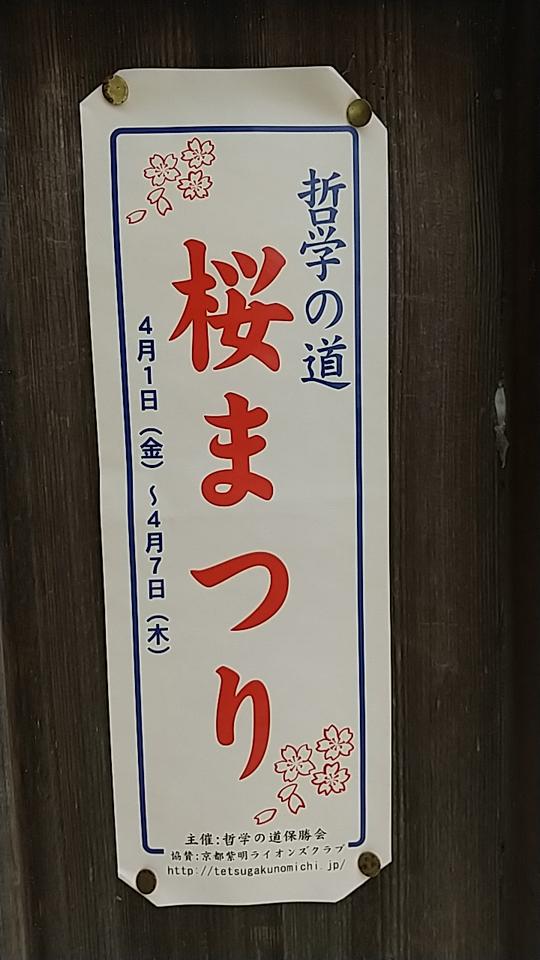 哲学の道
桜まつり
4月1日(金)~4月7日(木)
主催:哲学の道保勝会
協賛:京都紫明ライオンズクラブ
http://tetsugakunomichi.jp/